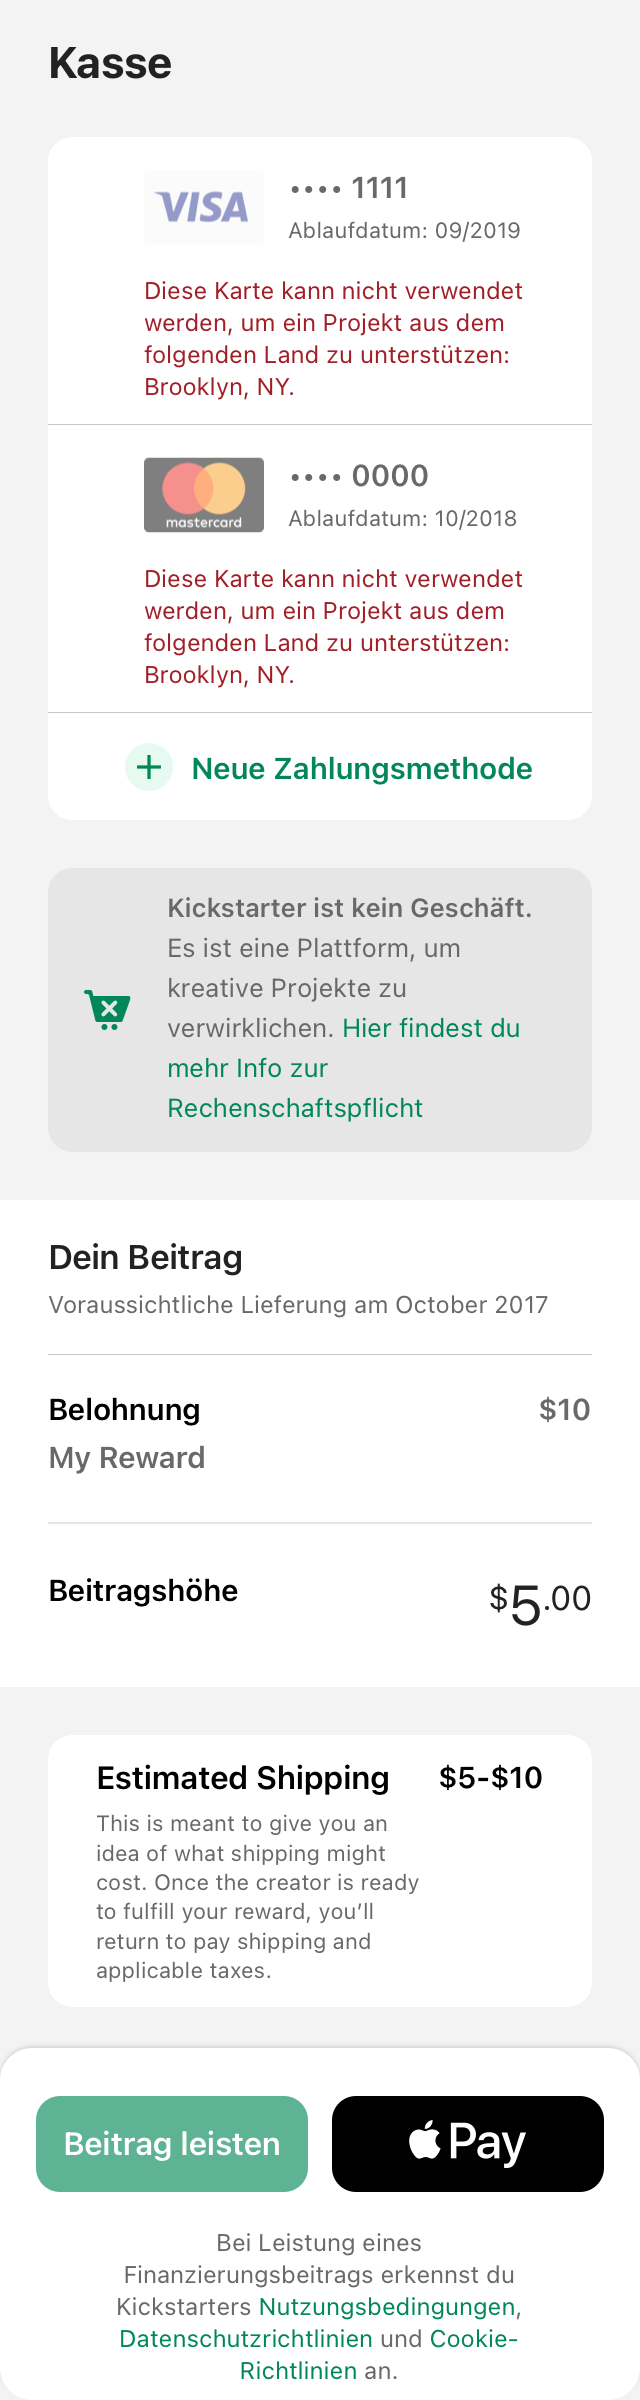 Kasse
VISA
•••• 1111
Ablaufdatum: 09/2019
Diese Karte kann nicht verwendet
werden, um ein Projekt aus dem
folgenden Land zu unterstützen:
Brooklyn, NY.
mastercard
•••• 0000
Ablaufdatum: 10/2018
Diese Karte kann nicht verwendet
werden, um ein Projekt aus dem
folgenden Land zu unterstützen:
Brooklyn, NY.
+ Neue Zahlungsmethode
Kickstarter ist kein Geschäft.
Es ist eine Plattform, um
kreative Projekte zu
verwirklichen. Hier findest du
mehr Info zur
Rechenschaftspflicht
Dein Beitrag
Voraussichtliche Lieferung am October 2017
Belohnung $10
My Reward
Beitragshöhe $5.00
Estimated Shipping $5-$10
This is meant to give you an
idea of what shipping might
cost. Once the creator is ready
to fulfill your reward, you’ll
return to pay shipping and
applicable taxes.
Beitrag leisten Pay
Bei Leistung eines
Finanzierungsbeitrags erkennst du
Kickstarters Nutzungsbedingungen,
Datenschutzrichtlinien und Cookie-
Richtlinien an.